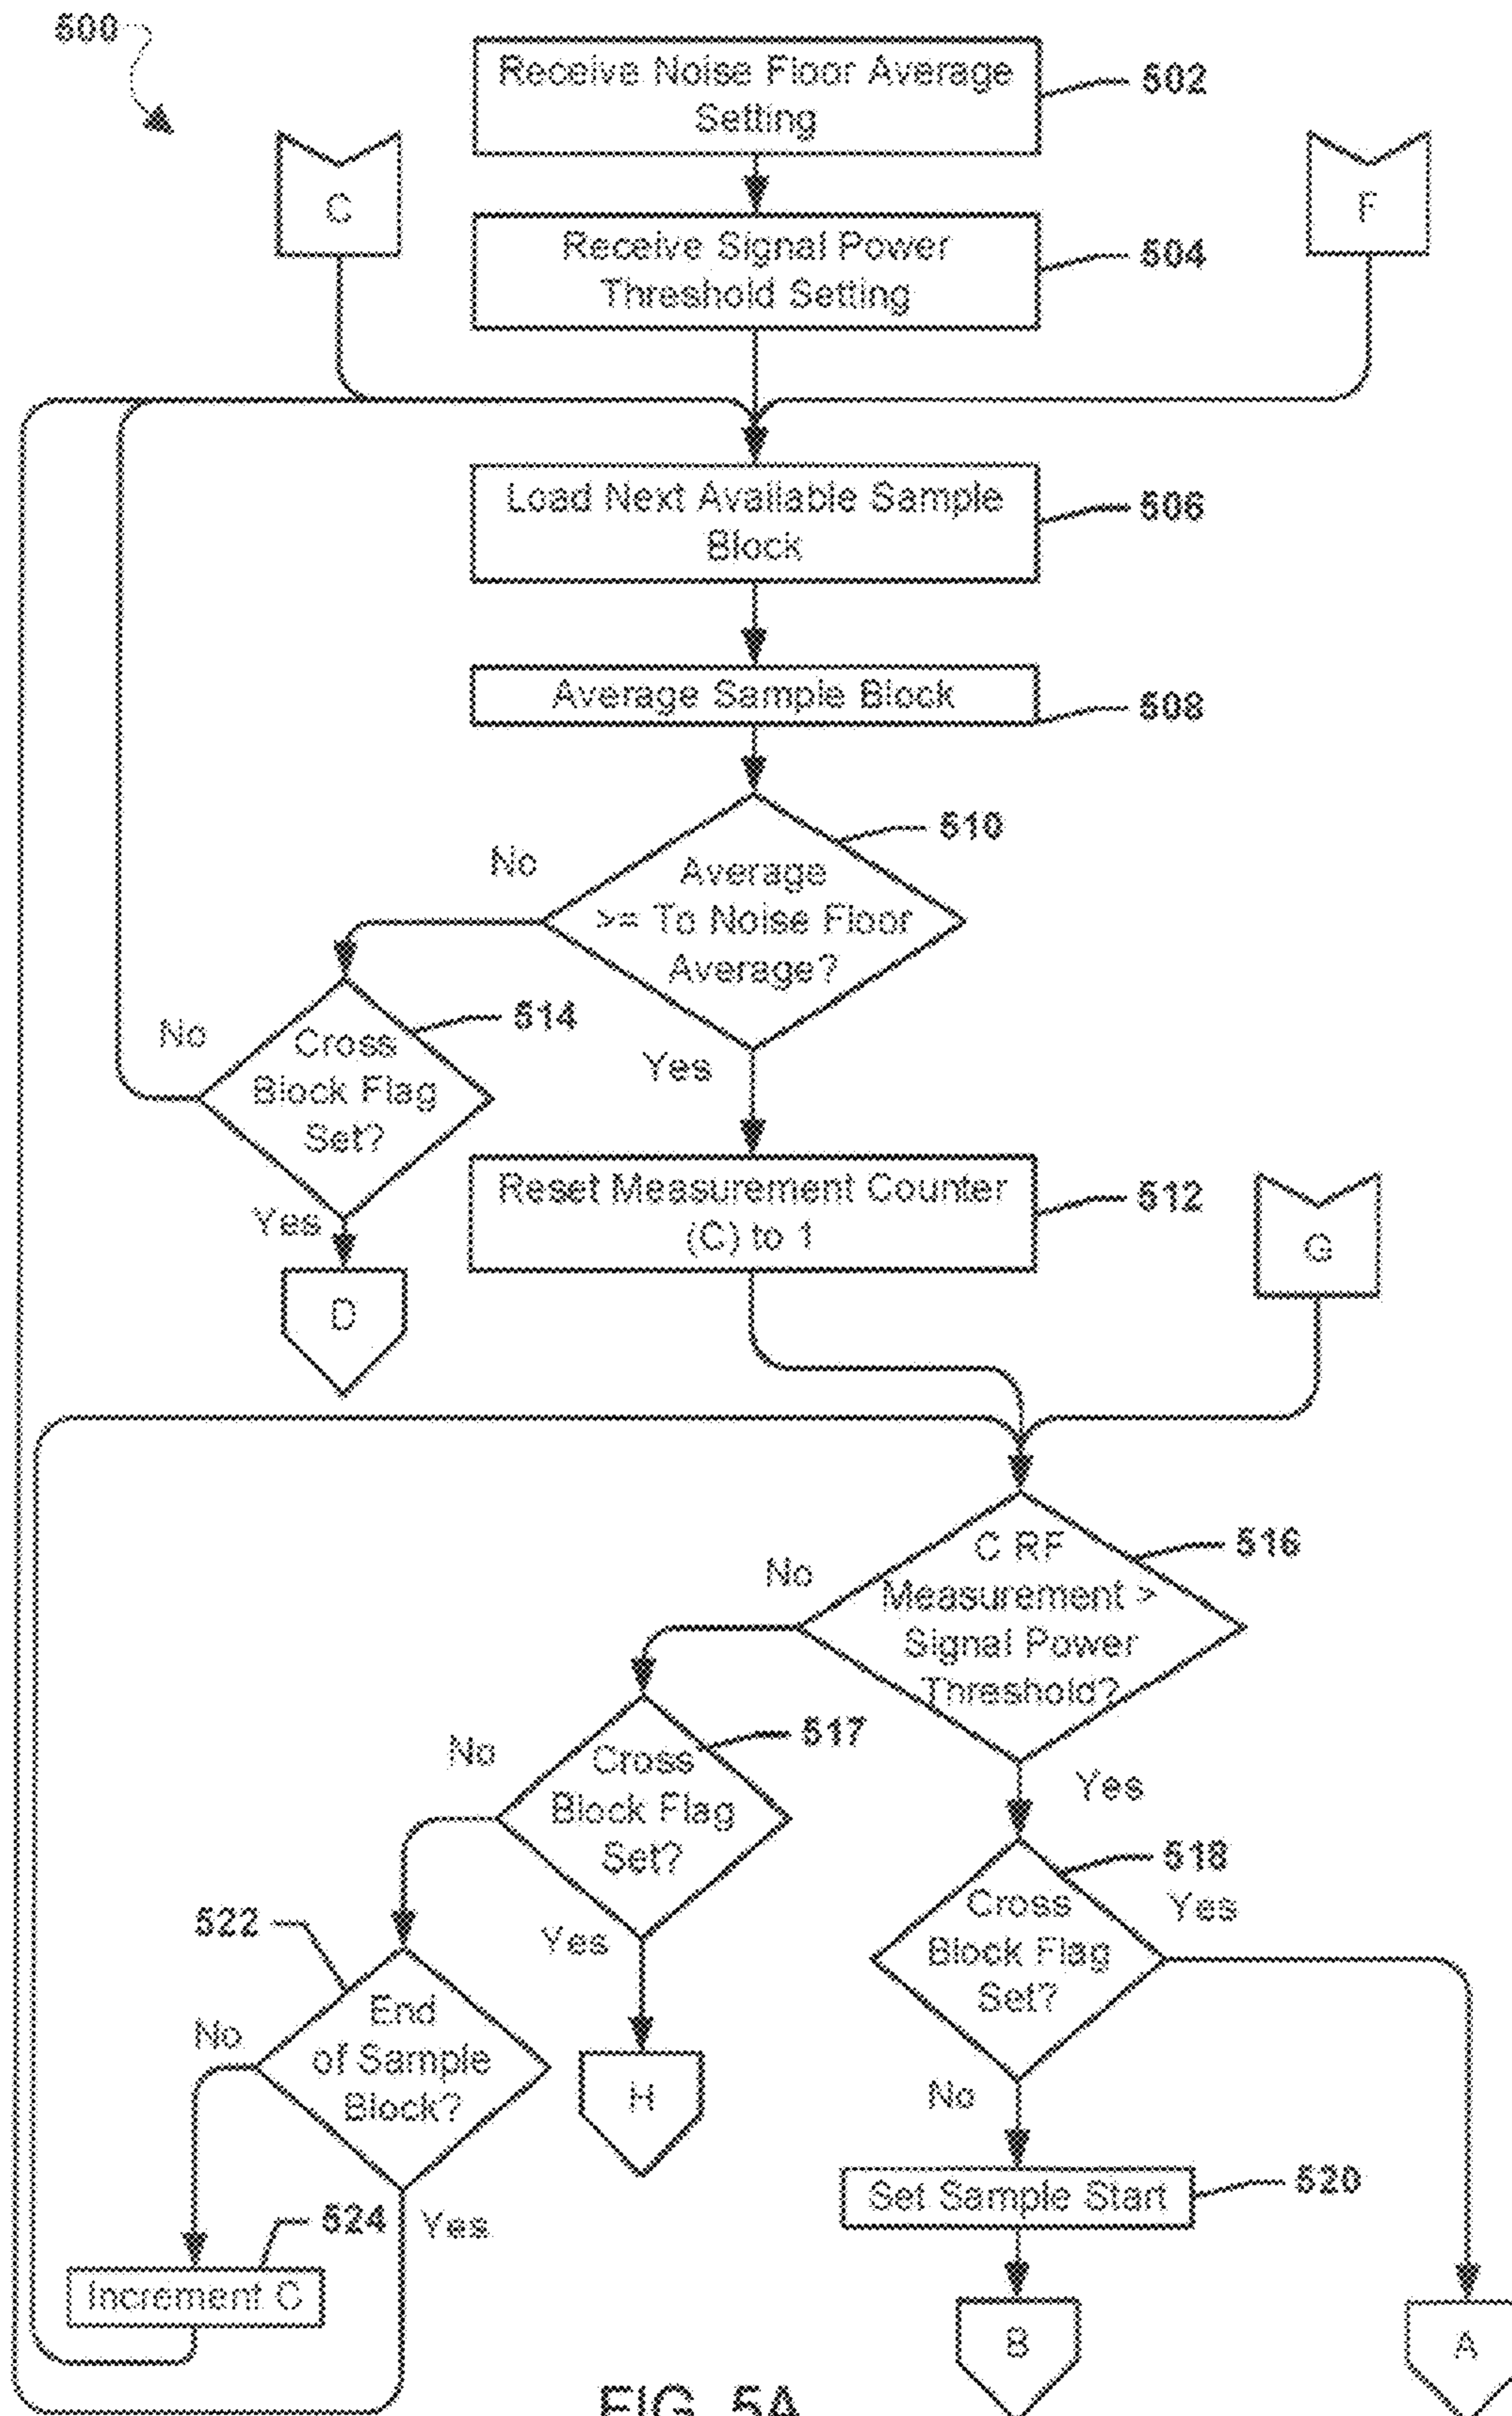 500
Receive Noise Floor Average
Setting
502
C
F
Receive Signal Power
Threshold Setting
504
Load Next Available Sample
Block
506
Average Sample Block
508
510
No
Average
>= To Noise Floor
Average?
514
No
Cross
Block Flag
Set?
Yes
Yes
Reset Measurement Counter
(C) to 1
512
G
D
516
No
C RF
Measurement >
Signal Power
Threshold?
517
No
Cross
Block Flag
Set?
Yes
518
Cross
Block Flag
Set?
Yes
522
Yes
End
of Sample
Block?
No
H
No
Set Sample Start
520
524
Yes
Increment C
B
A
FIG. 5A